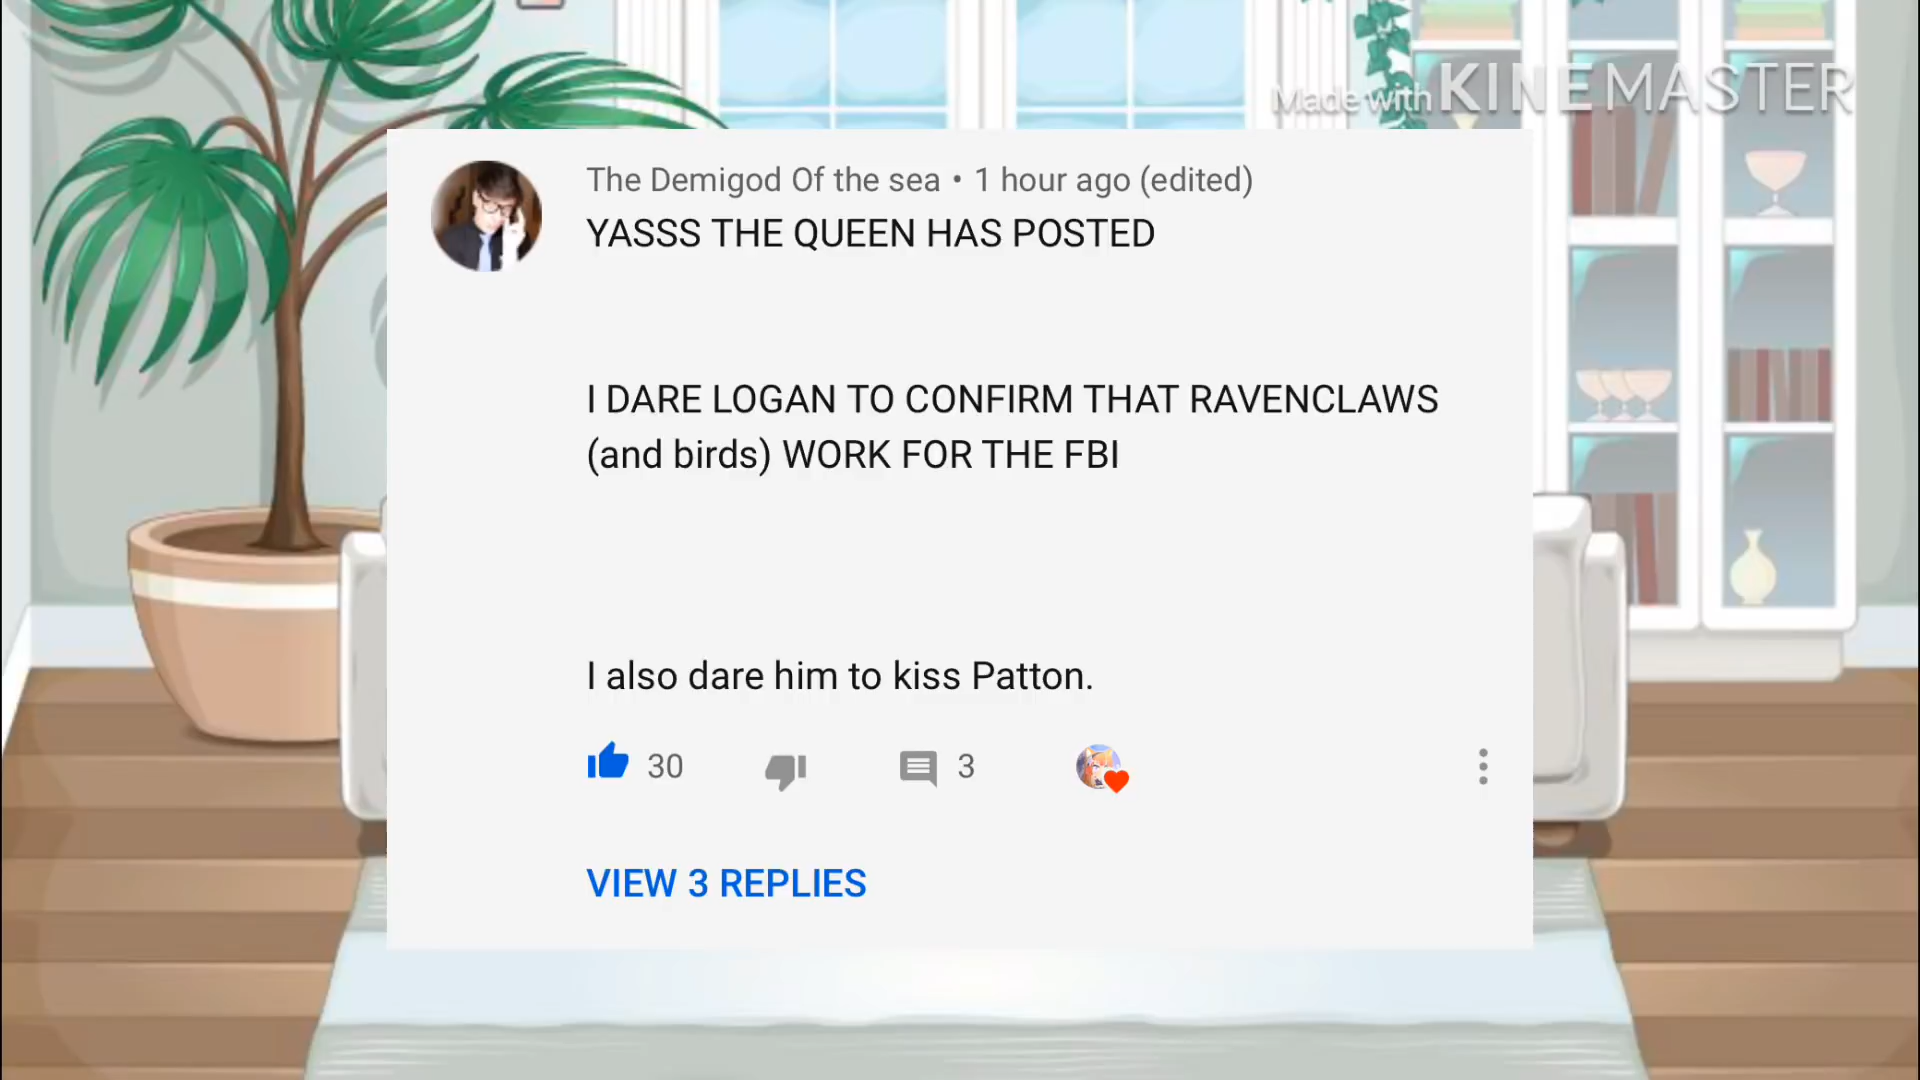 Made with KINEMASTER
The Demigod Of the sea • 1 hour ago (edited)
YASSS THE QUEEN HAS POSTED
I DARE LOGAN TO CONFIRM THAT RAVENCLAWS
(and birds) WORK FOR THE FBI
I also dare him to kiss Patton.
30 3
VIEW 3 REPLIES